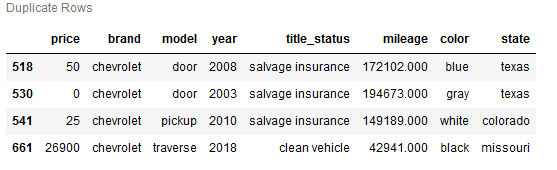 Duplicate Rows
price brand model year title_status mileage color state
518 50 chevrolet door 2008 salvage insurance 172102.000 blue texas
530 0 chevrolet door 2003 salvage insurance 194673.000 gray texas
541 25 chevrolet pickup 2010 salvage insurance 149189.000 white colorado
661 26900 chevrolet traverse 2018 clean vehicle 42941.000 black missouri